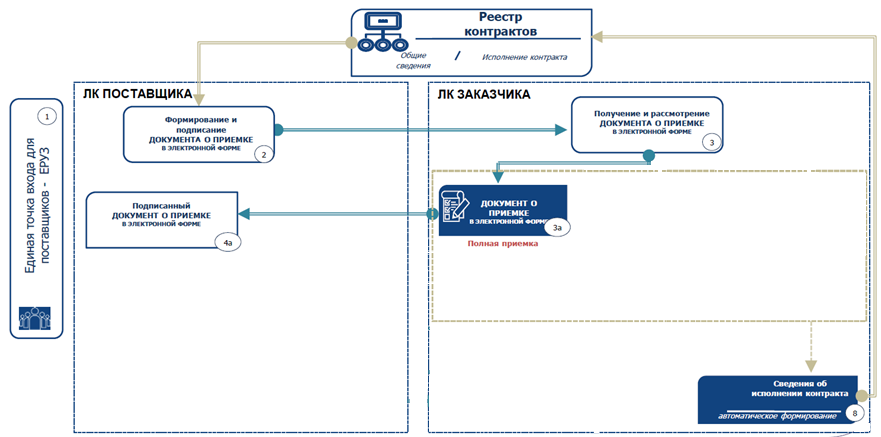 Реестр
контрактов
Общие
сведения
/
Исполнение контракта
1
Единая точка входа для
поставщиков - ЕРУЗ
ЛК ПОСТАВЩИКА
Формирование и
подписание
ДОКУМЕНТА О ПРИЕМКЕ
В ЭЛЕКТРОННОЙ ФОРМЕ
2
Подписанный
ДОКУМЕНТ О ПРИЕМКЕ
В ЭЛЕКТРОННОЙ ФОРМЕ
4а
ЛК ЗАКАЗЧИКА
Получение и рассмотрение
ДОКУМЕНТА О ПРИЕМКЕ
В ЭЛЕКТРОННОЙ ФОРМЕ
3
ДОКУМЕНТ О
ПРИЕМКЕ
В ЭЛЕКТРОННОЙ ФОРМЕ
3а
Полная приемка
Сведения об
исполнении контракта
автоматическое формирование
8